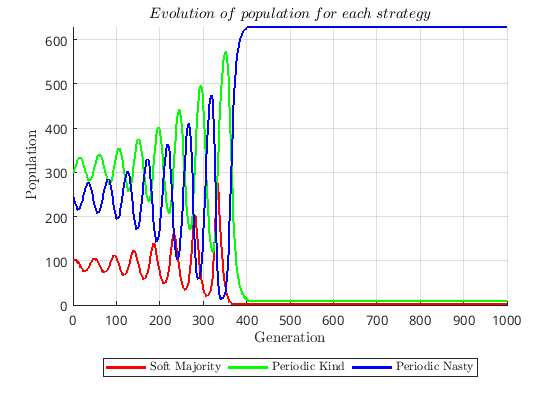 Evolution of population for each strategy
600
500
400
300
200
100
0
Population
0 100 200 300 400 500 600 700 800 900 1000
Generation
Soft Majority Periodic Kind Periodic Nasty